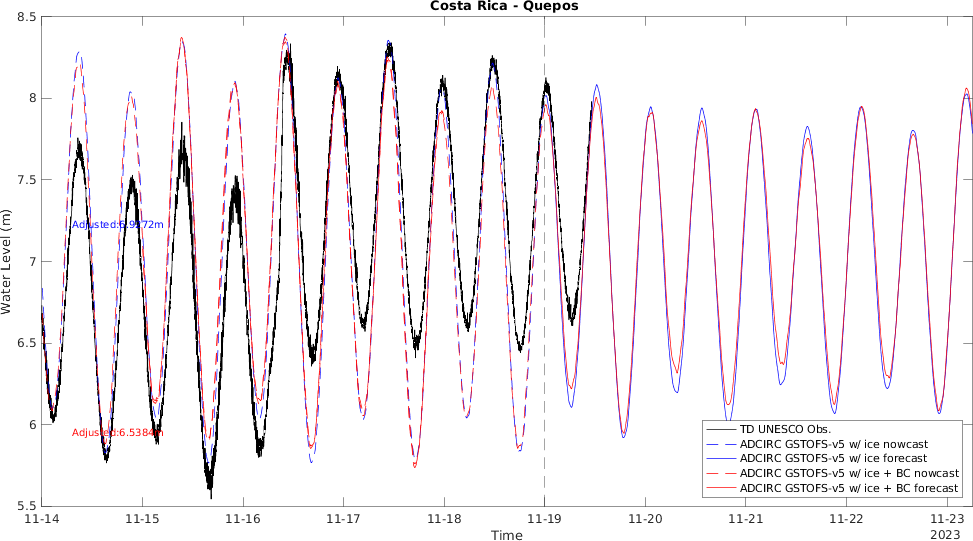 Costa Rica - Quepos
8.5
8
7.5
7
6.5
6
5.5
Water Level (m)
Adjusted:6.9172m
Adjusted:6.5384m
TD UNESCO Obs.
ADCIRC GSTOFS-v5 w/ ice nowcast
ADCIRC GSTOFS-v5 w/ ice forecast
ADCIRC GSTOFS-v5 w/ ice + BC nowcast
ADCIRC GSTOFS-v5 w/ ice + BC forecast
11-14 11-15 11-16 11-17 11-18 11-19 11-20 11-21 11-22 11-23
2023
Time